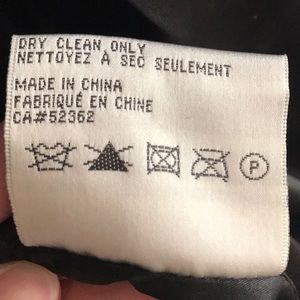 DRY CLEAN ONLY
NETTOYEZ À SEC SEULEMENT
MADE IN CHINA
FABRIQUÉ EN CHINE
CA#52362
P